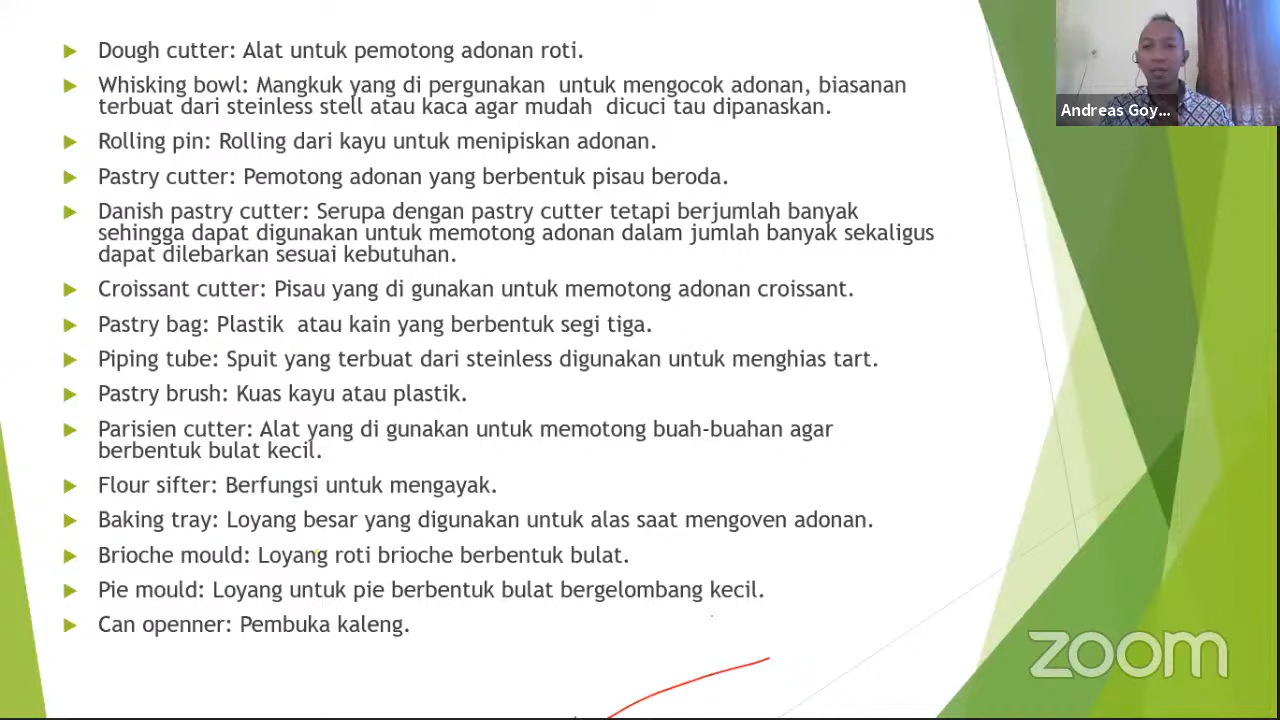 Dough cutter: Alat untuk pemotong adonan roti.
Whisking bowl: Mangkuk yang di pergunakan untuk mengocok adonan, biasanan
terbuat dari steinless stell atau kaca agar mudah dicuci tau dipanaskan.
Rolling pin: Rolling dari kayu untuk menipiskan adonan.
Pastry cutter: Pemotong adonan yang berbentuk pisau beroda.
Danish pastry cutter: Serupa dengan pastry cutter tetapi berjumlah banyak
sehingga dapat digunakan untuk memotong adonan dalam jumlah banyak sekaligus
dapat dilebarkan sesuai kebutuhan.
Croissant cutter: Pisau yang di gunakan untuk memotong adonan croissant.
Pastry bag: Plastik atau kain yang berbentuk segi tiga.
Piping tube: Spuit yang terbuat dari steinless digunakan untuk menghias tart.
Pastry brush: Kuas kayu atau plastik.
Parisien cutter: Alat yang di gunakan untuk memotong buah-buahan agar
berbentuk bulat kecil.
Flour sifter: Berfungsi untuk mengayak.
Baking tray: Loyang besar yang digunakan untuk alas saat mengoven adonan.
Brioche mould: Loyang roti brioche berbentuk bulat.
Pie mould: Loyang untuk pie berbentuk bulat bergelombang kecil.
Can openner: Pembuka kaleng.
Andreas Goy...
zoom